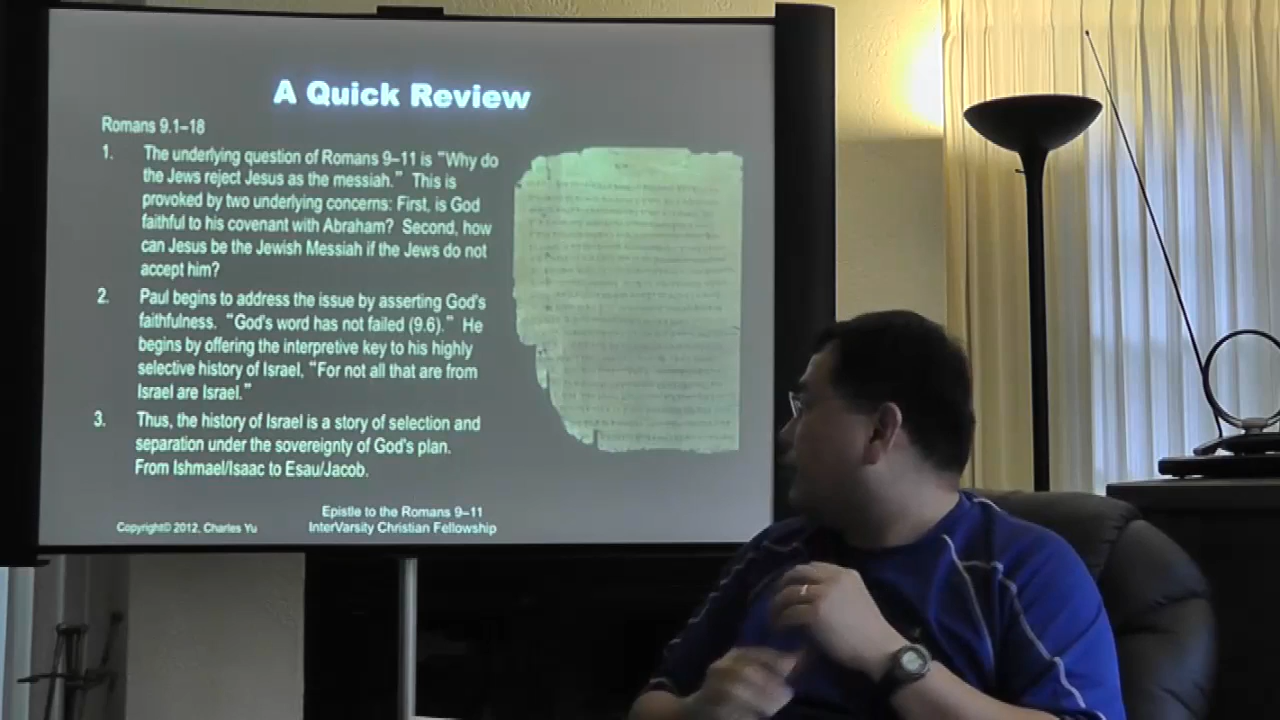 A Quick Review
Romans 9.1–18
1. The underlying question of Romans 9–11 is "Why do
the Jews reject Jesus as the messiah." This is
provoked by two underlying concerns: First, is God
faithful to his covenant with Abraham? Second, how
can Jesus be the Jewish Messiah if the Jews do not
accept him?
2. Paul begins to address the issue by asserting God's
faithfulness. "God's word has not failed (9.6)." He
begins by offering the interpretive key to his highly
selective history of Israel, "For not all that are from
Israel are Israel."
3. Thus, the history of Israel is a story of selection and
separation under the sovereignty of God's plan.
From Ishmael/Isaac to Esau/Jacob.
Epistle to the Romans 9–11
Copyright© 2012, Charles Yu InterVarsity Christian Fellowship